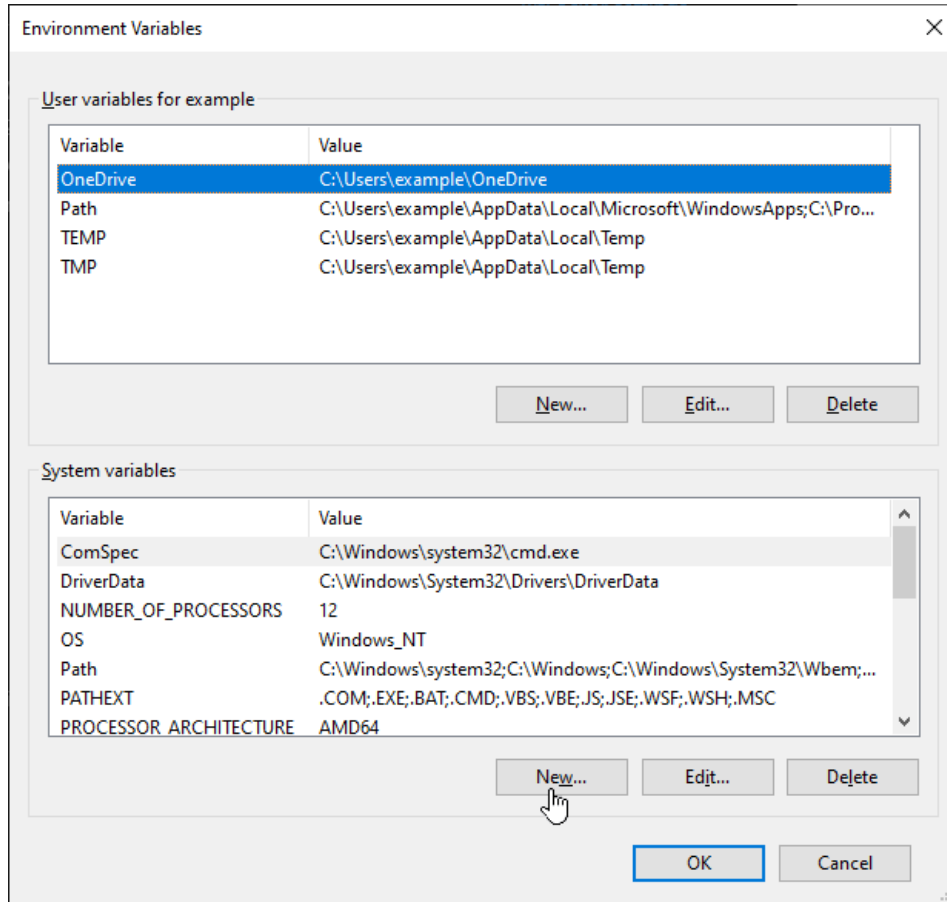 Environment Variables
User variables for example
Variable Value
OneDrive C:\Users\example\OneDrive
Path C:\Users\example\AppData\Local\Microsoft\WindowsApps;C:\Pro...
TEMP C:\Users\example\AppData\Local\Temp
TMP C:\Users\example\AppData\Local\Temp
New... Edit... Delete
System variables
Variable Value
ComSpec C:\Windows\system32\cmd.exe
DriverData C:\Windows\System32\Drivers\DriverData
NUMBER_OF_PROCESSORS 12
OS Windows_NT
Path C:\Windows\system32;C:\Windows;C:\Windows\System32\Wbem;...
PATHEXT .COM;.EXE;.BAT;.CMD;.VBS;.VBE;.JS;.JSE;.WSF;.WSH;.MSC
PROCESSOR_ARCHITECTURE AMD64
New... Edit... Delete
OK Cancel